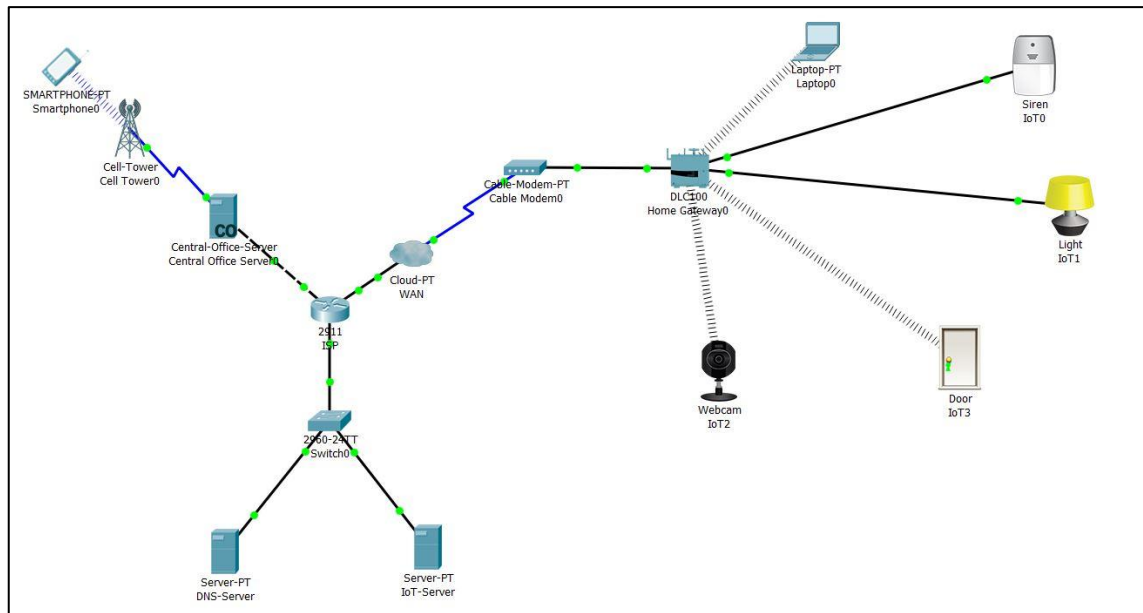 SMARTPHONE-PT
Smartphone0
Cell-Tower
Cell Tower0
CO
Central-Office-Server
Central Office Server0
2911
ISP
Cloud-PT
WAN
Cable-Modem-PT
Cable Modem0
Laptop-PT
Laptop0
DLC100
Home Gateway0
Siren
IoT0
Light
IoT1
Webcam
IoT2
Door
IoT3
2960-24TT
Switch0
Server-PT
DNS-Server
Server-PT
IoT-Server